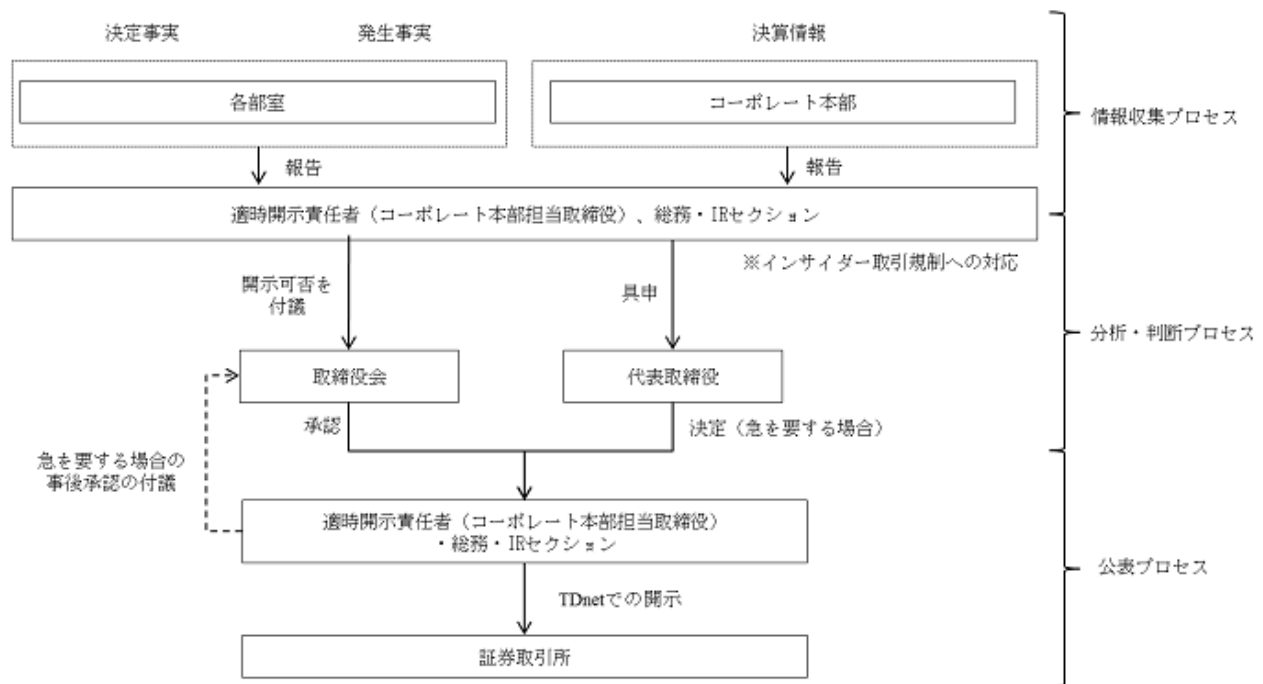 決定事実
発生事実
決算情報
各部室
コーポレート本部
情報収集プロセス
報告
報告
適時開示責任者（コーポレート本部担当取締役）、総務・IRセクション
※インサイダー取引規制への対応
開示可否を
付議
具申
分析・判断プロセス
取締役会
代表取締役
承認
決定（急を要する場合）
急を要する場合の
事後承認の付議
適時開示責任者（コーポレート本部担当取締役）
・総務・IRセクション
公表プロセス
TDnetでの開示
証券取引所